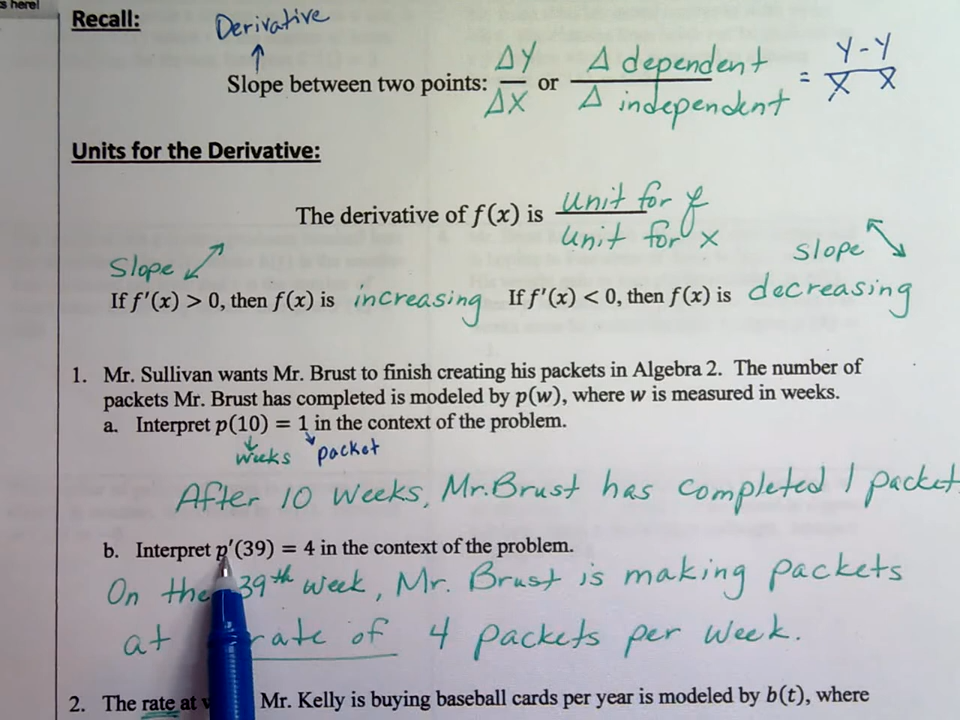 s here!
Recall:
Derivative
Slope between two points: ΔY/ΔX or Δ dependent/Δ independent = Y-Y/X X
Units for the Derivative:
The derivative of f(x) is unit for f/unit for x
Slope
slope
If f'(x) > 0, then f(x) is increasing If f'(x) < 0, then f(x) is decreasing
1. Mr. Sullivan wants Mr. Brust to finish creating his packets in Algebra 2. The number of
packets Mr. Brust has completed is modeled by p(w), where w is measured in weeks.
a. Interpret p(10) = 1 in the context of the problem.
weeks packet
After 10 weeks, Mr. Brust has completed 1 packet
b. Interpret p'(39) = 4 in the context of the problem.
On the 39th week, Mr. Brust is making packets
at rate of 4 packets per week.
2. The rate at Mr. Kelly is buying baseball cards per year is modeled by b(t), where